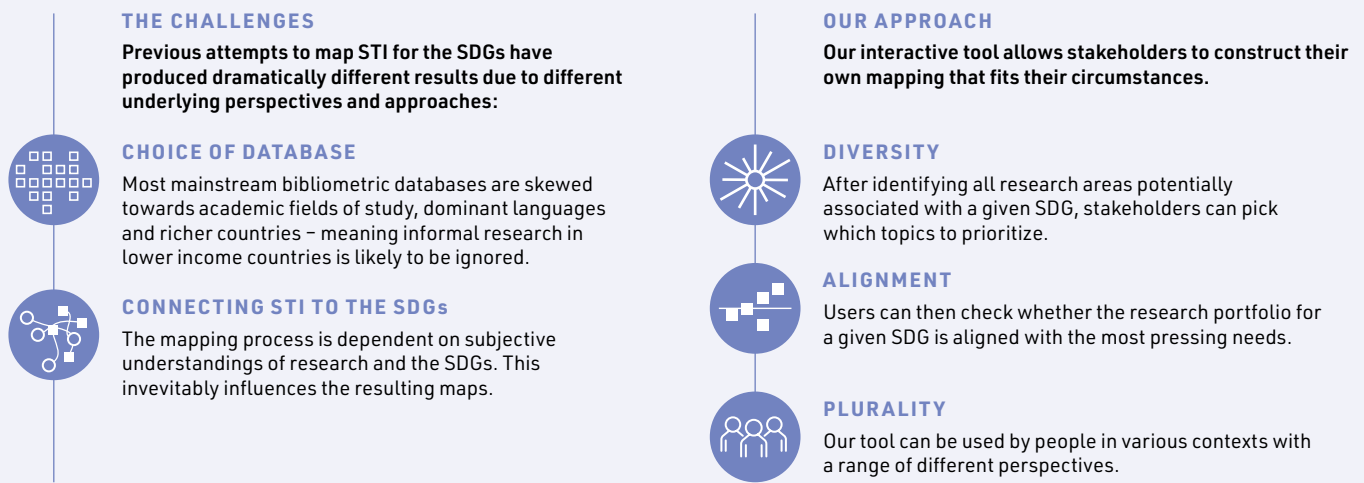 THE CHALLENGES
Previous attempts to map STI for the SDGs have
produced dramatically different results due to different
underlying perspectives and approaches:
CHOICE OF DATABASE
Most mainstream bibliometric databases are skewed
towards academic fields of study, dominant languages
and richer countries – meaning informal research in
lower income countries is likely to be ignored.
CONNECTING STI TO THE SDGs
The mapping process is dependent on subjective
understandings of research and the SDGs. This
invevitably influences the resulting maps.
OUR APPROACH
Our interactive tool allows stakeholders to construct their
own mapping that fits their circumstances.
DIVERSITY
After identifying all research areas potentially
associated with a given SDG, stakeholders can pick
which topics to prioritize.
ALIGNMENT
Users can then check whether the research portfolio for
a given SDG is aligned with the most pressing needs.
PLURALITY
Our tool can be used by people in various contexts with
a range of different perspectives.